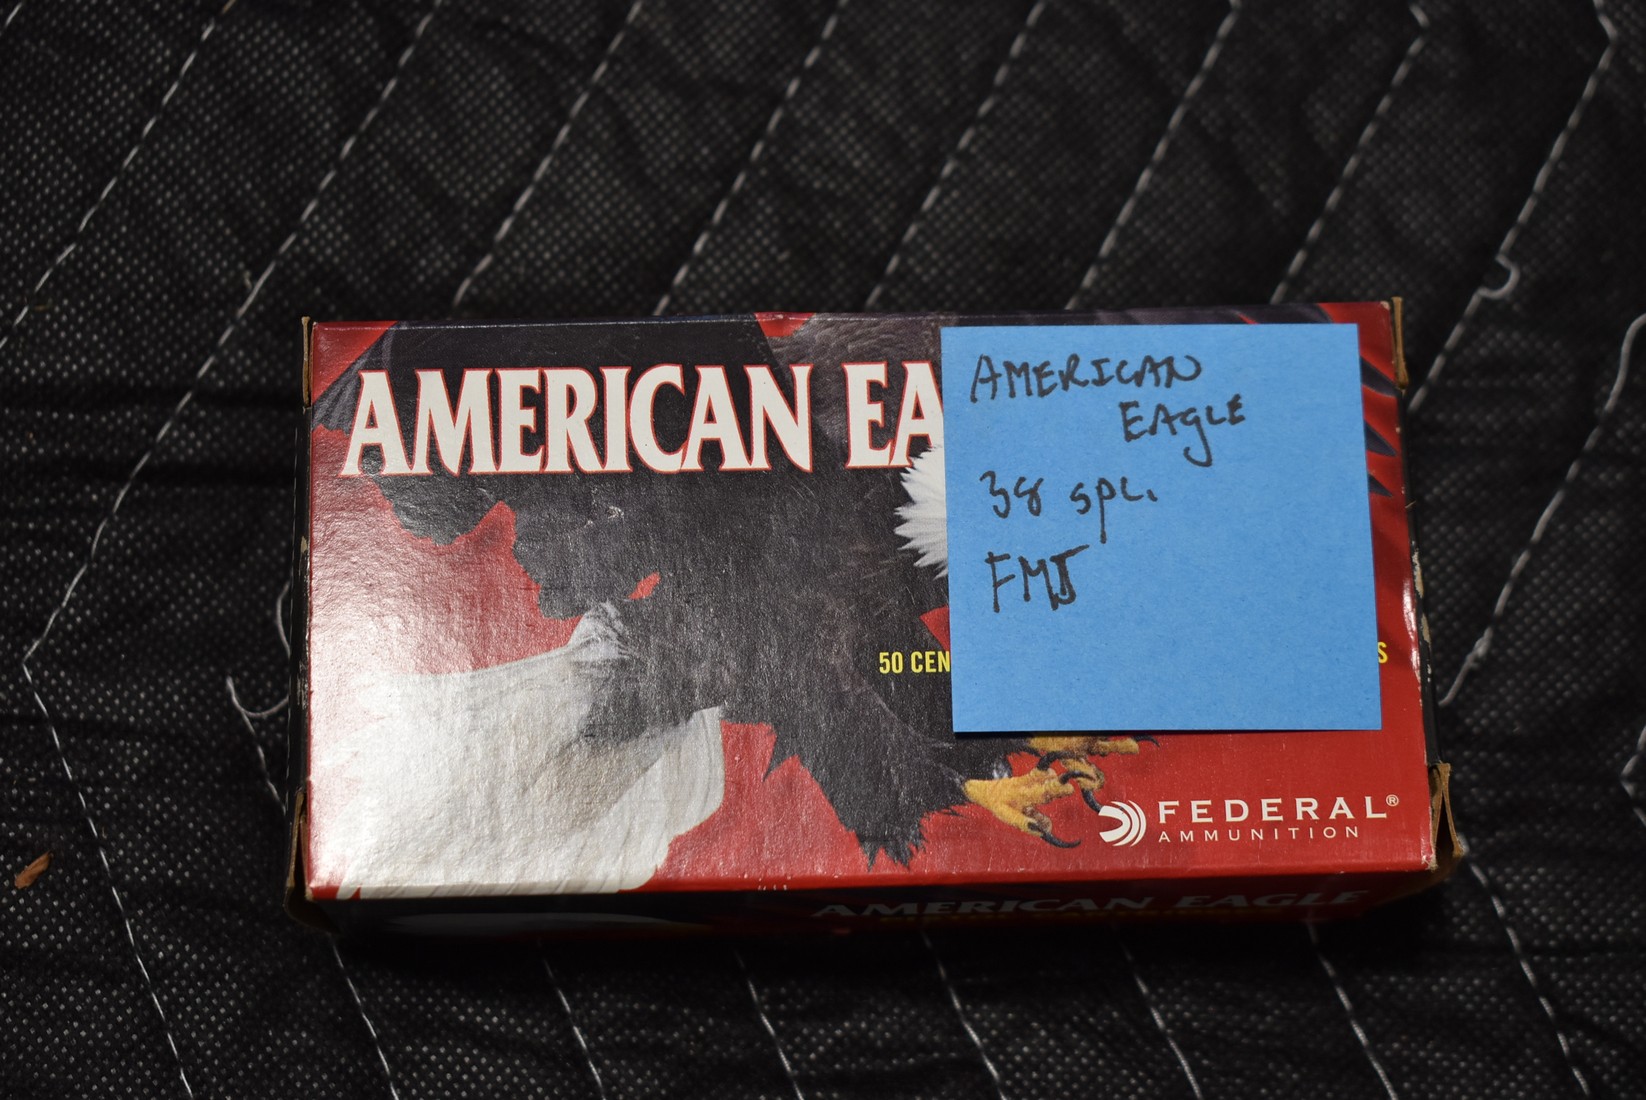 AMERICAN EA
AMERICAN
EAGLE
38 SPL.
FMJ
50 CEN
S
FEDERAL®
AMMUNITION
AMERICAN EAGLE